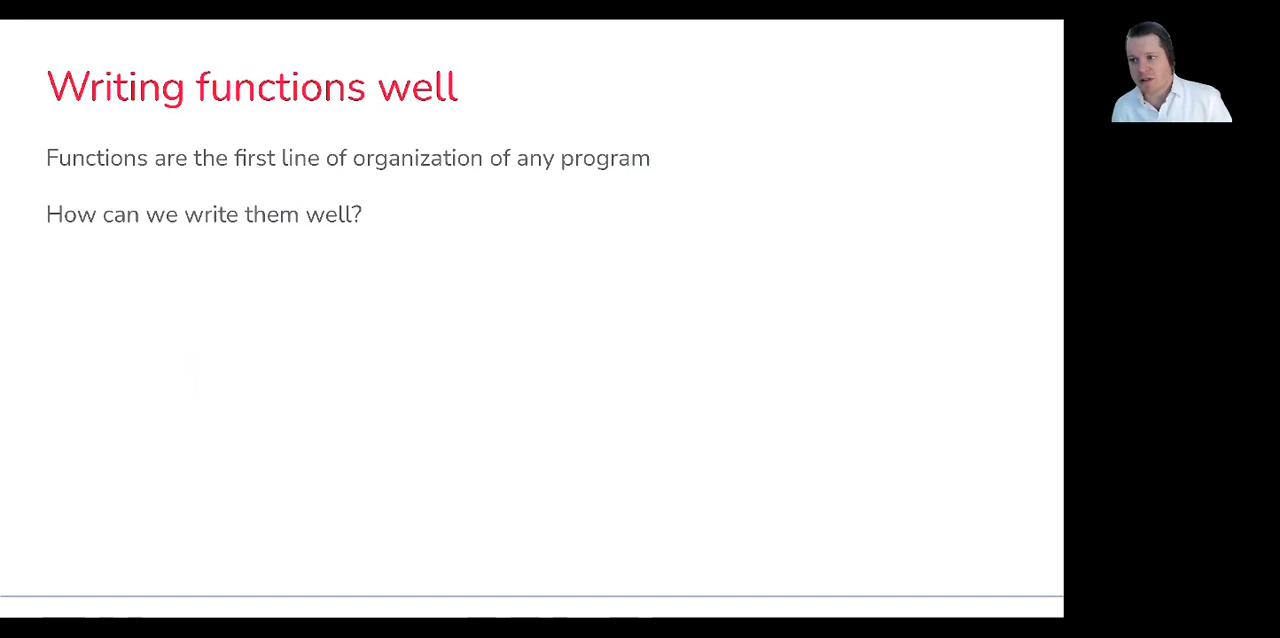 Writing functions well
Functions are the first line of organization of any program
How can we write them well?